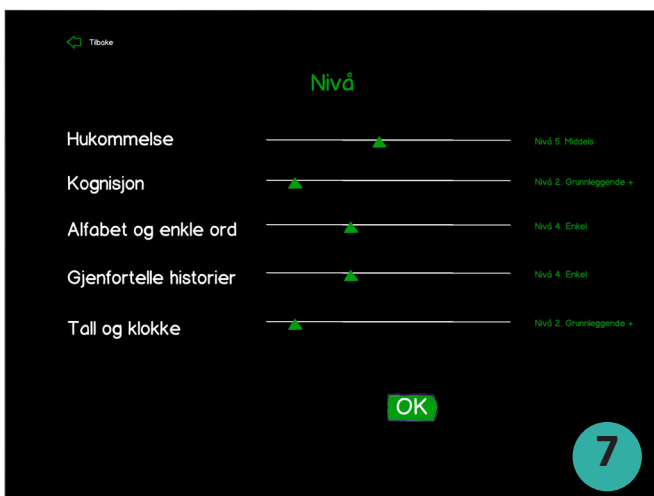 Tilbake
Nivå
Hukommelse Nivå 5. Middels
Kognisjon Nivå 2. Grunnleggende +
Alfabet og enkle ord Nivå 4. Enkel
Gjenfortelle historier Nivå 4. Enkel
Tall og klokke Nivå 2. Grunnleggende +
OK
7